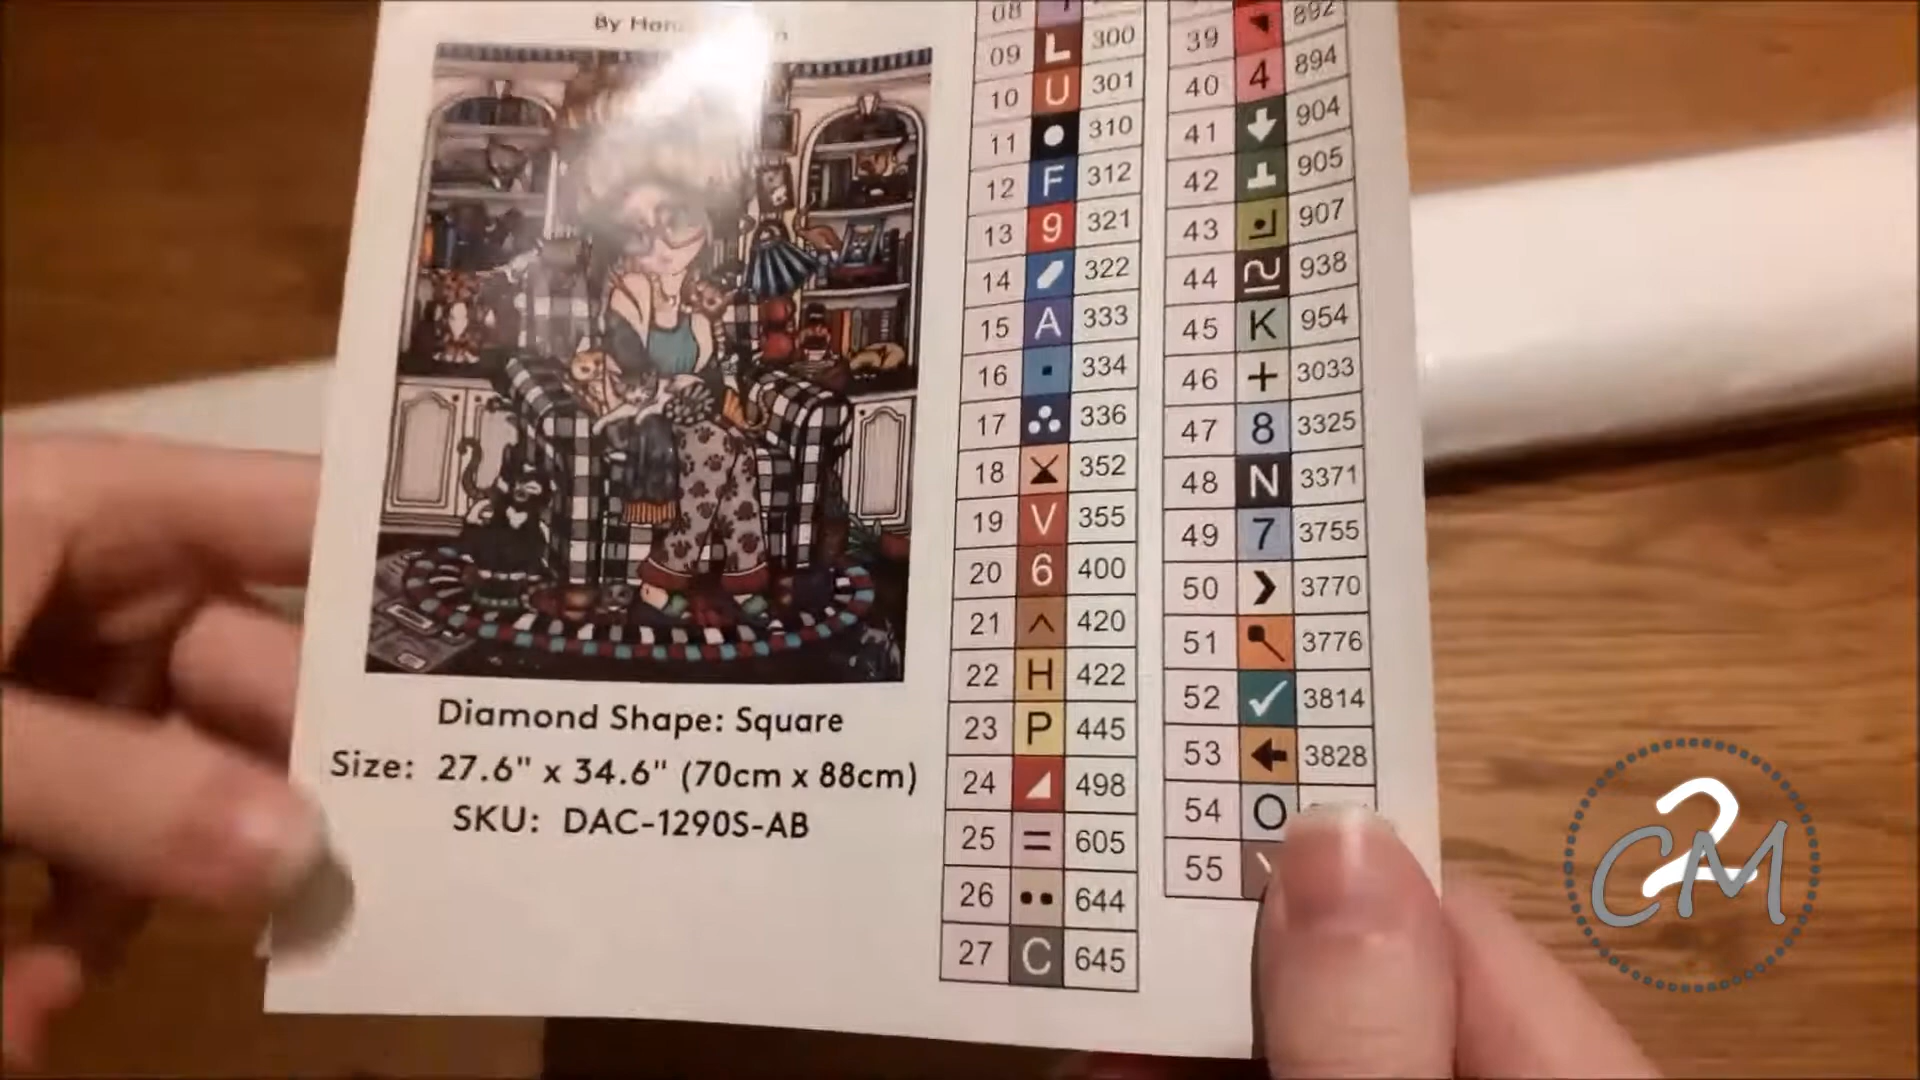 By
Diamond Shape: Square
Size: 27.6" x 34.6" (70cm x 88cm)
SKU: DAC-1290S-AB
08
09 L 300
10 U 301
11 310
12 F 312
13 9 321
14 322
15 A 333
16 334
17 336
18 352
19 V 355
20 6 400
21 ^ 420
22 H 422
23 P 445
24 498
25 = 605
26 •• 644
27 C 645
892
39
40 4 894
41 904
42 905
43 907
44 938
45 K 954
46 + 3033
47 8 3325
48 N 3371
49 7 3755
50 3770
51 3776
52 ✓ 3814
53 3828
54 O
55
2
CM